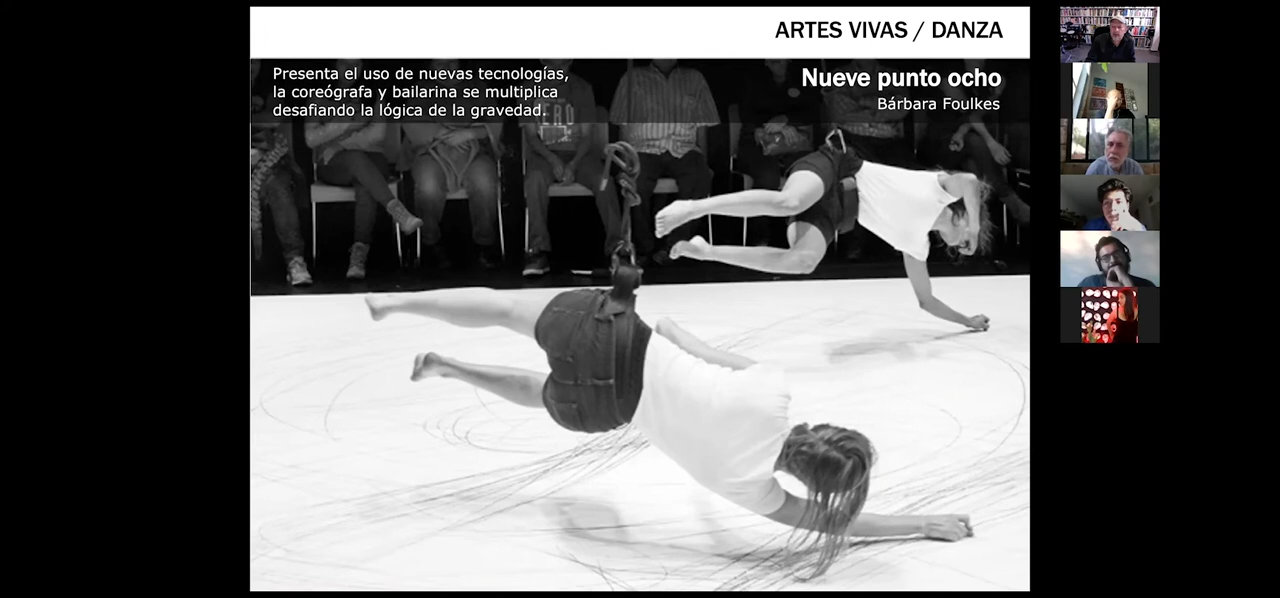 ARTES VIVAS / DANZA
Presenta el uso de nuevas tecnologías,
la coreógrafa y bailarina se multiplica
desafiando la lógica de la gravedad.
Nueve punto ocho
Bárbara Foulkes